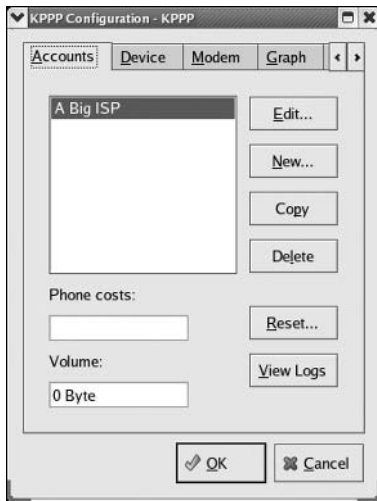 KPPP Configuration - KPPP
Accounts Device Modem Graph
A Big ISP
Edit...
New...
Copy
Delete
Phone costs:
Reset...
Volume:
View Logs
0 Byte
OK Cancel